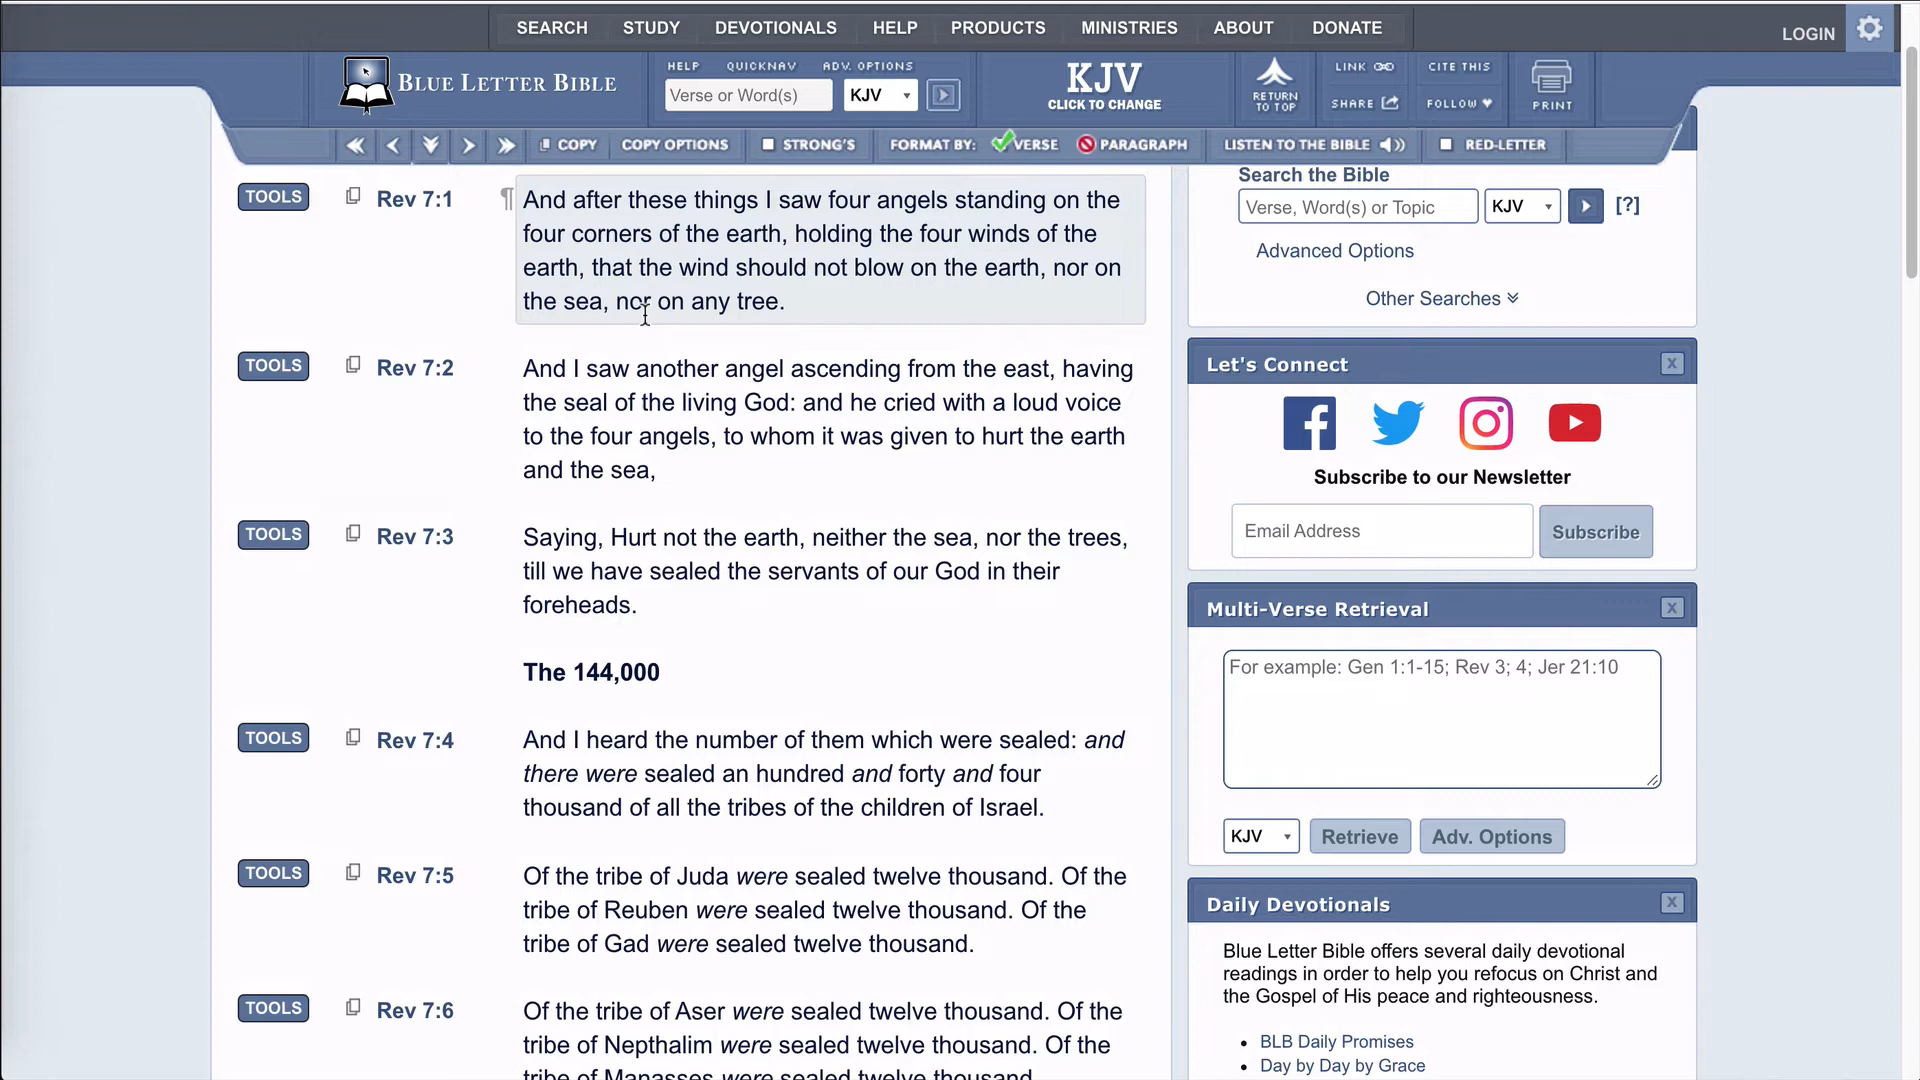 SEARCH STUDY DEVOTIONALS HELP PRODUCTS MINISTRIES ABOUT DONATE
LOGIN
BLUE LETTER BIBLE
HELP QUICKNAV ADV. OPTIONS
Verse or Word(s) KJV
KJV
CLICK TO CHANGE
RETURN
TO TOP
LINK CITE THIS
SHARE FOLLOW
PRINT
COPY COPY OPTIONS STRONG'S FORMAT BY: VERSE PARAGRAPH LISTEN TO THE BIBLE RED-LETTER
TOOLS Rev 7:1 ¶ And after these things I saw four angels standing on the
four corners of the earth, holding the four winds of the
earth, that the wind should not blow on the earth, nor on
the sea, nor on any tree.
TOOLS Rev 7:2 And I saw another angel ascending from the east, having
the seal of the living God: and he cried with a loud voice
to the four angels, to whom it was given to hurt the earth
and the sea,
TOOLS Rev 7:3 Saying, Hurt not the earth, neither the sea, nor the trees,
till we have sealed the servants of our God in their
foreheads.
The 144,000
TOOLS Rev 7:4 And I heard the number of them which were sealed: and
there were sealed an hundred and forty and four
thousand of all the tribes of the children of Israel.
TOOLS Rev 7:5 Of the tribe of Juda were sealed twelve thousand. Of the
tribe of Reuben were sealed twelve thousand. Of the
tribe of Gad were sealed twelve thousand.
TOOLS Rev 7:6 Of the tribe of Aser were sealed twelve thousand. Of the
tribe of Nepthalim were sealed twelve thousand. Of the
tribe of Manasses were sealed twelve thousand.
Search the Bible
Verse, Word(s) or Topic KJV [?]
Advanced Options
Other Searches
Let's Connect X
Subscribe to our Newsletter
Email Address Subscribe
Multi-Verse Retrieval X
For example: Gen 1:1-15; Rev 3; 4; Jer 21:10
KJV Retrieve Adv. Options
Daily Devotionals X
Blue Letter Bible offers several daily devotional
readings in order to help you refocus on Christ and
the Gospel of His peace and righteousness.
• BLB Daily Promises
• Day by Day by Grace